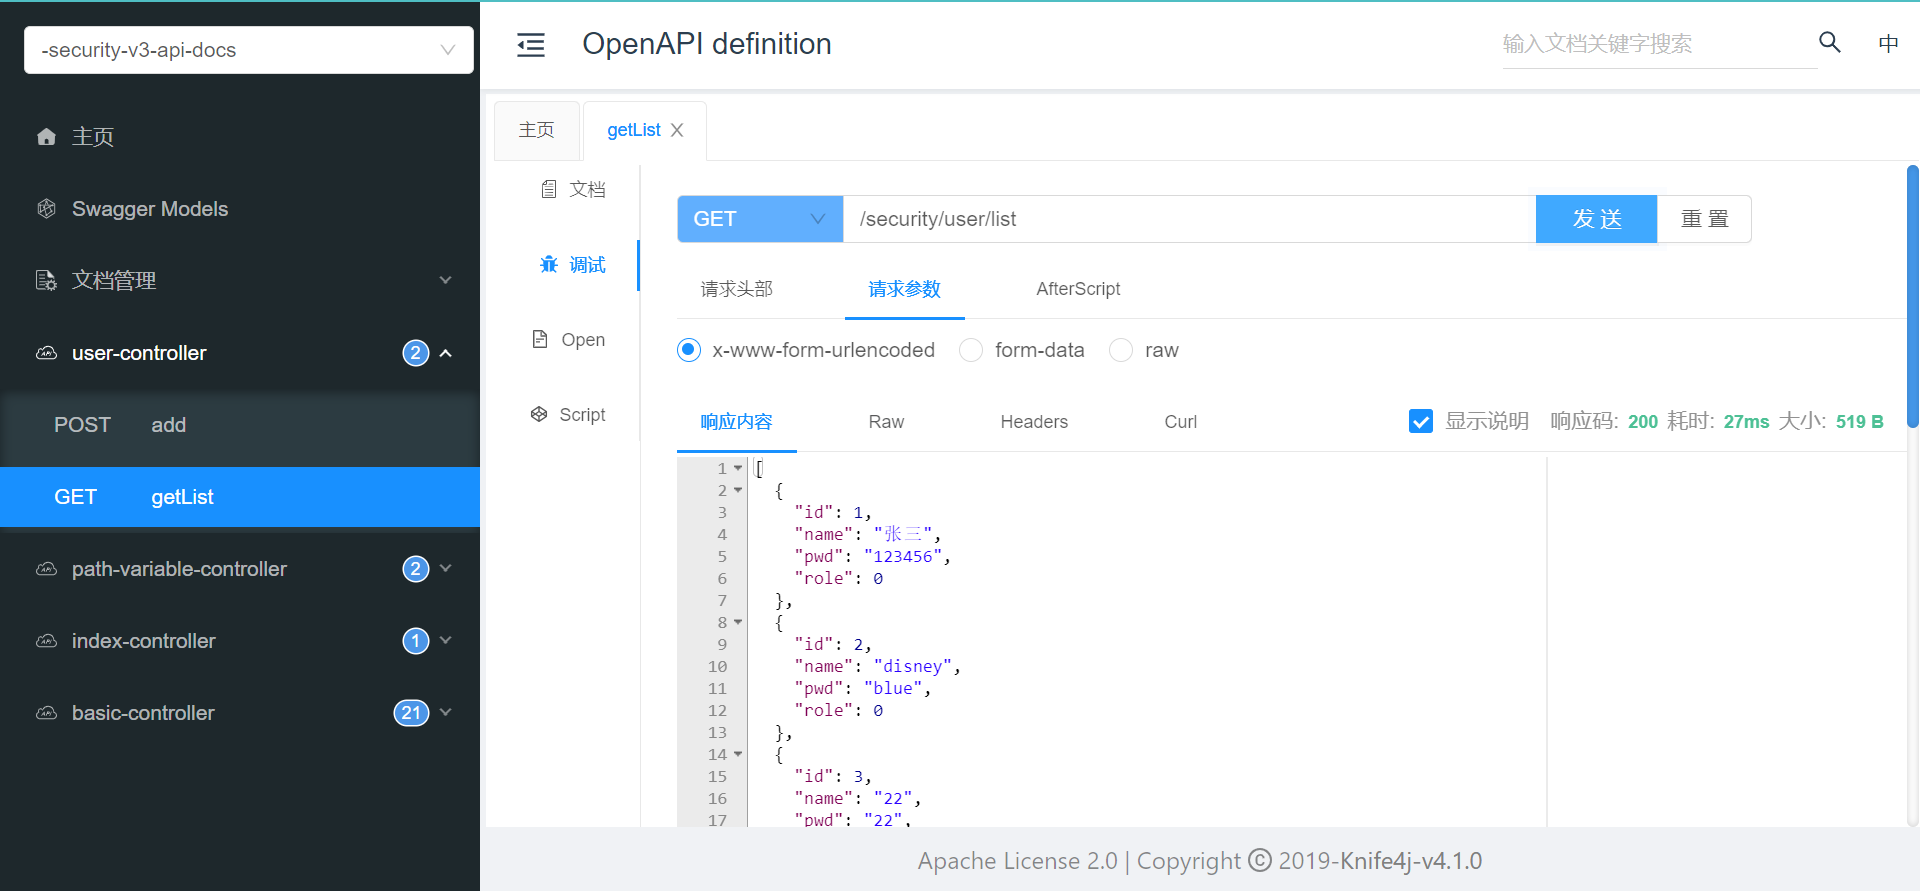 -security-v3-api-docs
主页
Swagger Models
文档管理
user-controller 2
POST add
GET getList
path-variable-controller 2
index-controller 1
basic-controller 21
OpenAPI definition
输入文档关键字搜索
中
主页 getList
文档
调试
Open
Script
GET /security/user/list 发 送 重 置
请求头部 请求参数 AfterScript
x-www-form-urlencoded form-data raw
响应内容 Raw Headers Curl 显示说明 响应码: 200 耗时: 27ms 大小: 519 B
1 [
2 {
3 "id": 1,
4 "name": "张三",
5 "pwd": "123456",
6 "role": 0
7 },
8 {
9 "id": 2,
10 "name": "disney",
11 "pwd": "blue",
12 "role": 0
13 },
14 {
15 "id": 3,
16 "name": "22",
17 "pwd": "22",
Apache License 2.0 | Copyright © 2019-Knife4j-v4.1.0